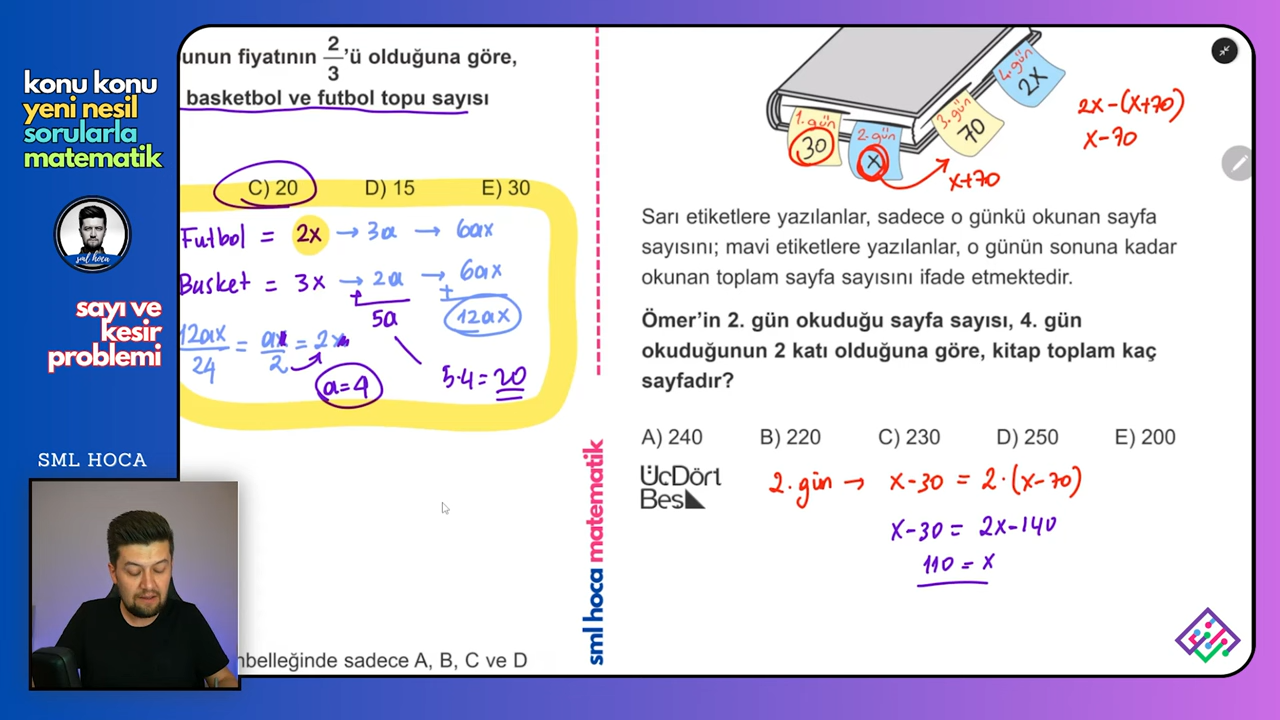 konu konu
yeni nesil
sorularla
matematik
sml hoca
sayı ve
kesir
problemi
SML HOCA
unun fiyatının 2/3 'ü olduğuna göre,
basketbol ve futbol topu sayısı
C) 20 D) 15 E) 30
Futbol = 2x → 3a → 6ax
Basket = 3x → 2a → 6ax
+ +
5a 12ax
12ax/24 = ax/2 = 2x
a=4
5.4 = 20
nbelleğinde sadece A, B, C ve D
sml hoca matematik
1. gün
30
2. gün
x
3. gün
70
4. gün
2x
x+70
2x-(x+70)
x-70
Sarı etiketlere yazılanlar, sadece o günkü okunan sayfa
sayısını; mavi etiketlere yazılanlar, o günün sonuna kadar
okunan toplam sayfa sayısını ifade etmektedir.
Ömer’in 2. gün okuduğu sayfa sayısı, 4. gün
okuduğunun 2 katı olduğuna göre, kitap toplam kaç
sayfadır?
A) 240 B) 220 C) 230 D) 250 E) 200
ÜçDört
Beş
2. gün → x-30 = 2.(x-70)
x-30 = 2x-140
110 = x